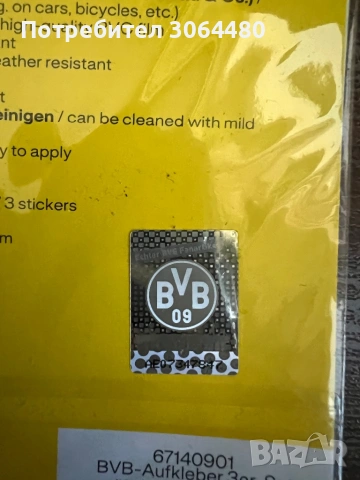 g. on cars, bicycles, etc.)
Потребител 3064480
eather resistant
einigen / can be cleaned with mild
y to apply
/ 3 stickers
m
BVB
09
67140901
BVB-Aufkleber 3er
BAZAR